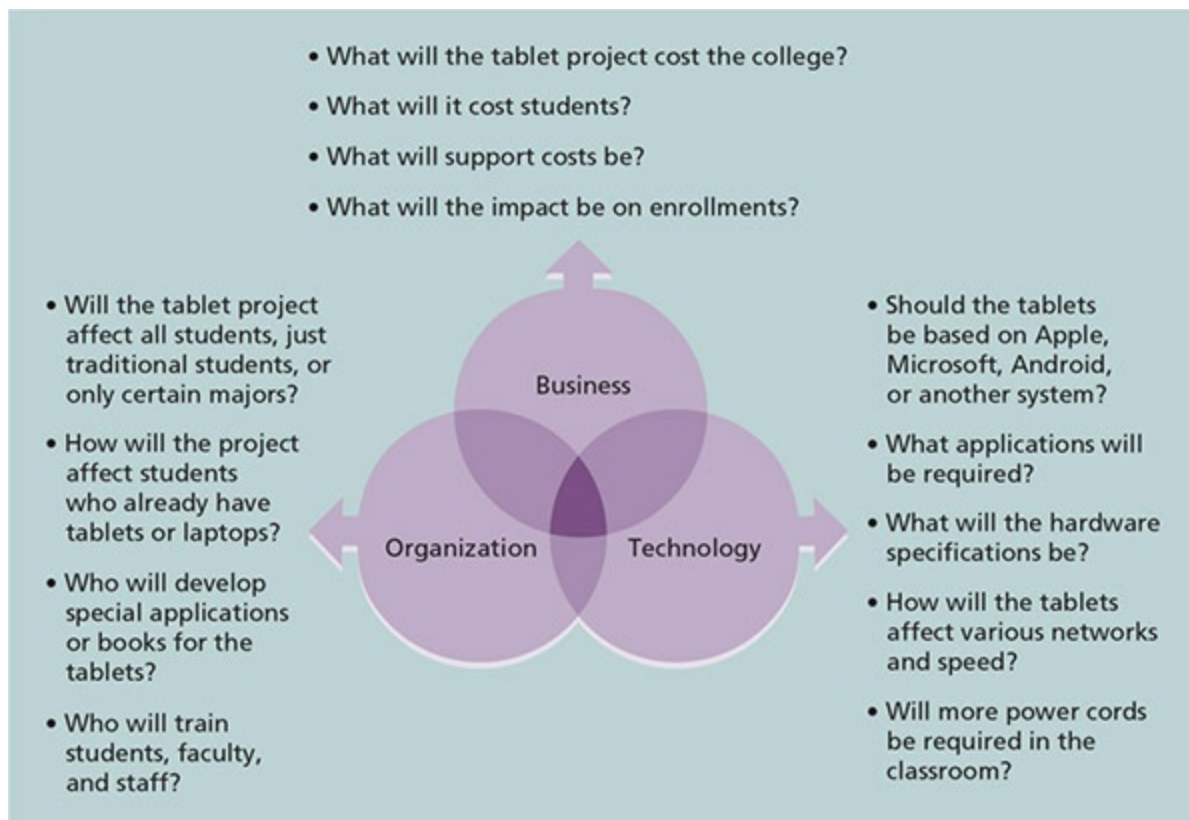 • What will the tablet project cost the college?
• What will it cost students?
• What will support costs be?
• What will the impact be on enrollments?
• Will the tablet project
affect all students, just
traditional students, or
only certain majors?
• How will the project
affect students
who already have
tablets or laptops?
• Who will develop
special applications
or books for the
tablets?
• Who will train
students, faculty,
and staff?
Business
Organization
Technology
• Should the tablets
be based on Apple,
Microsoft, Android,
or another system?
• What applications will
be required?
• What will the hardware
specifications be?
• How will the tablets
affect various networks
and speed?
• Will more power cords
be required in the
classroom?